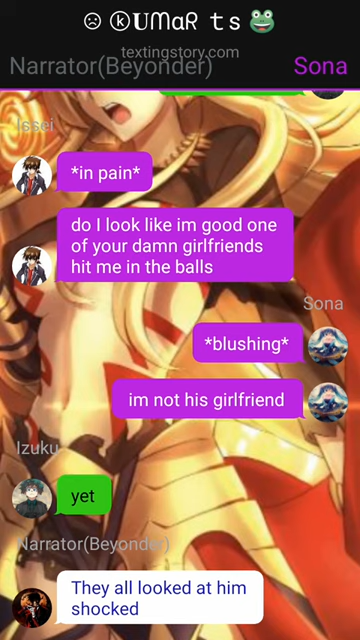 ☹ ⓚUᗰαR ꓄ s 🐸
textingstory.com
Narrator(Beyonder) Sona
Issei
*in pain*
do I look like im good one
of your damn girlfriends
hit me in the balls
Sona
*blushing*
im not his girlfriend
Izuku
yet
Narrator(Beyonder)
They all looked at him
shocked